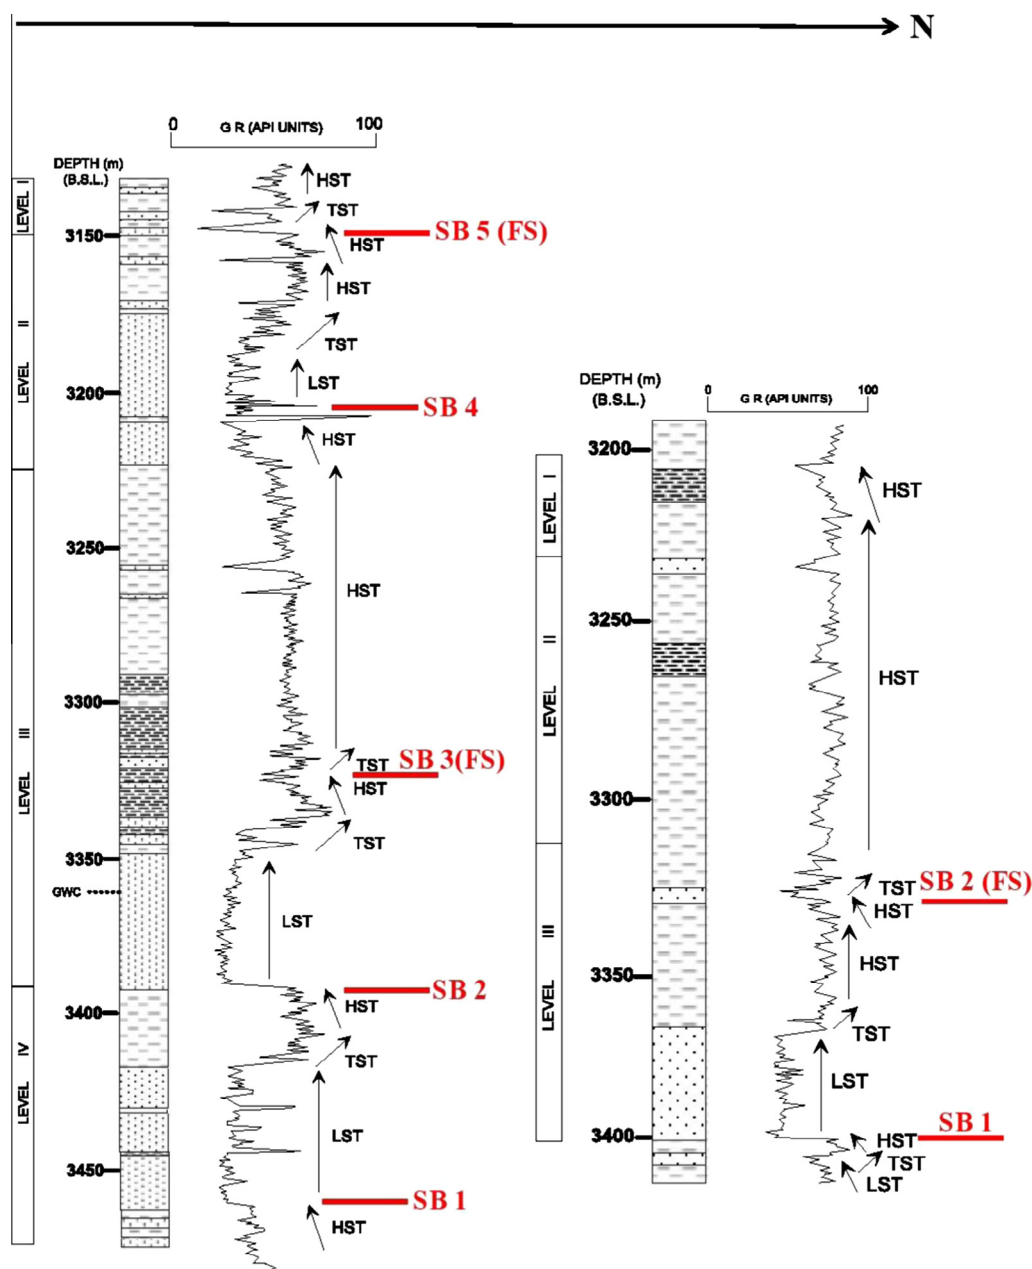 N
0
G R (API UNITS)
100
DEPTH (m)
(B.S.L.)
LEVEL I
HST
TST
3150
SB 5 (FS)
HST
HST
LEVEL II
TST
LST
3200
SB 4
HST
3250
HST
3300
LEVEL III
SB 3(FS)
TST
HST
TST
3350
GWC
LST
SB 2
HST
3400
TST
LEVEL IV
LST
3450
SB 1
HST
DEPTH (m)
(B.S.L.)
0
G R (API UNITS)
100
3200
LEVEL I
HST
3250
LEVEL II
HST
3300
TST
SB 2 (FS)
HST
LEVEL III
HST
3350
TST
LST
SB 1
3400
HST
TST
LST